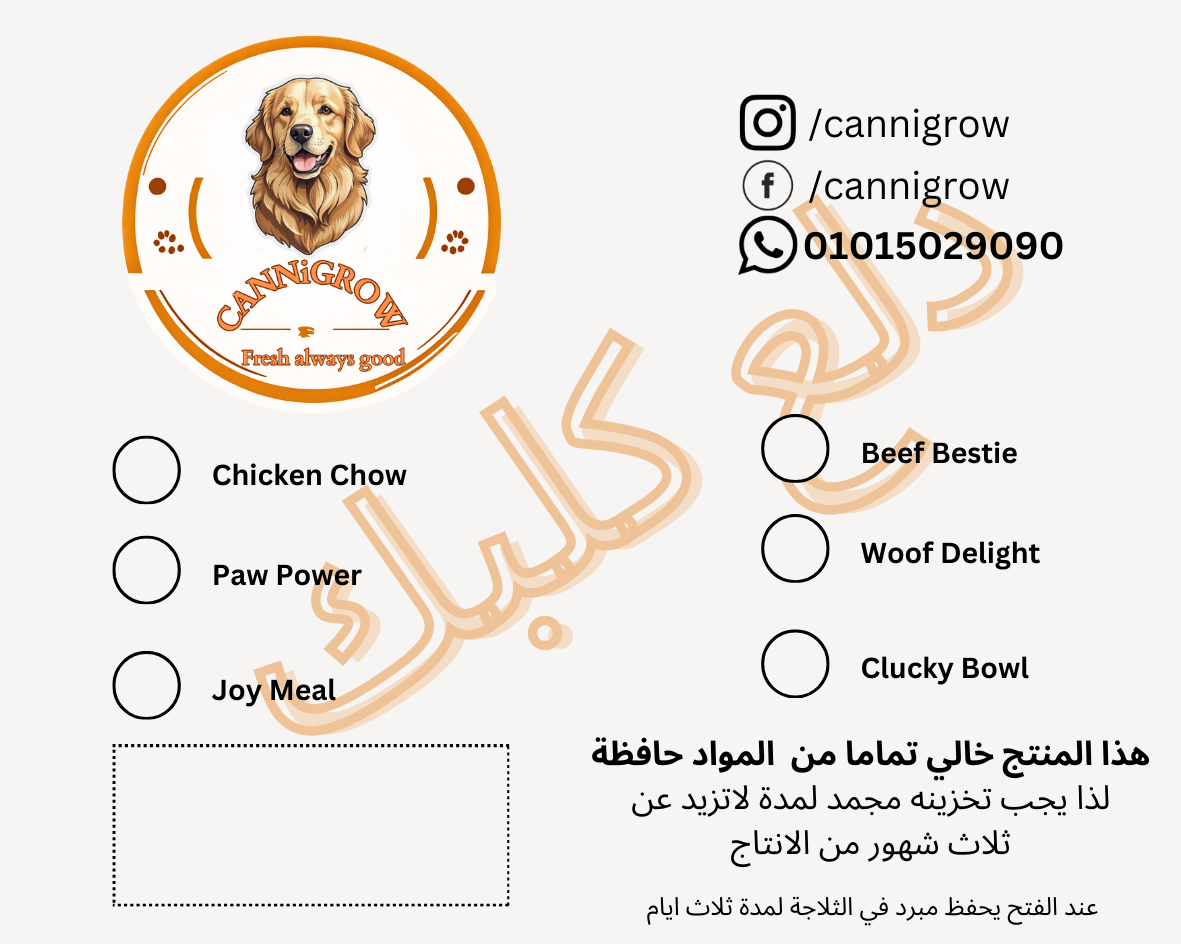 CANNiGROW
Fresh always good
/cannigrow
/cannigrow
01015029090
دلع كلبك
Chicken Chow
Beef Bestie
Paw Power
Woof Delight
Joy Meal
Clucky Bowl
هذا المنتج خالي تماما من المواد حافظة
لذا يجب تخزينه مجمد لمدة لاتزيد عن
ثلاث شهور من الانتاج
عند الفتح يحفظ مبرد في الثلاجة لمدة ثلاث ايام